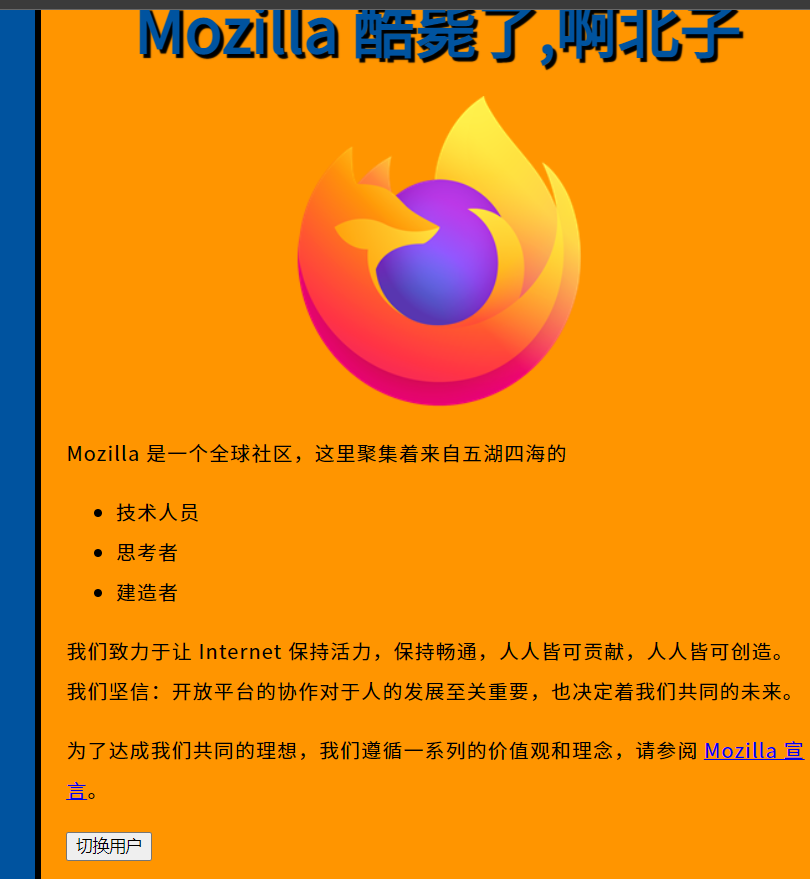 Mozilla 酷毙了,啊北子
Mozilla 是一个全球社区，这里聚集着来自五湖四海的
技术人员
思考者
建造者
我们致力于让 Internet 保持活力，保持畅通，人人皆可贡献，人人皆可创造。
我们坚信：开放平台的协作对于人的发展至关重要，也决定着我们共同的未来。
为了达成我们共同的理想，我们遵循一系列的价值观和理念，请参阅 Mozilla 宣
言。
切换用户